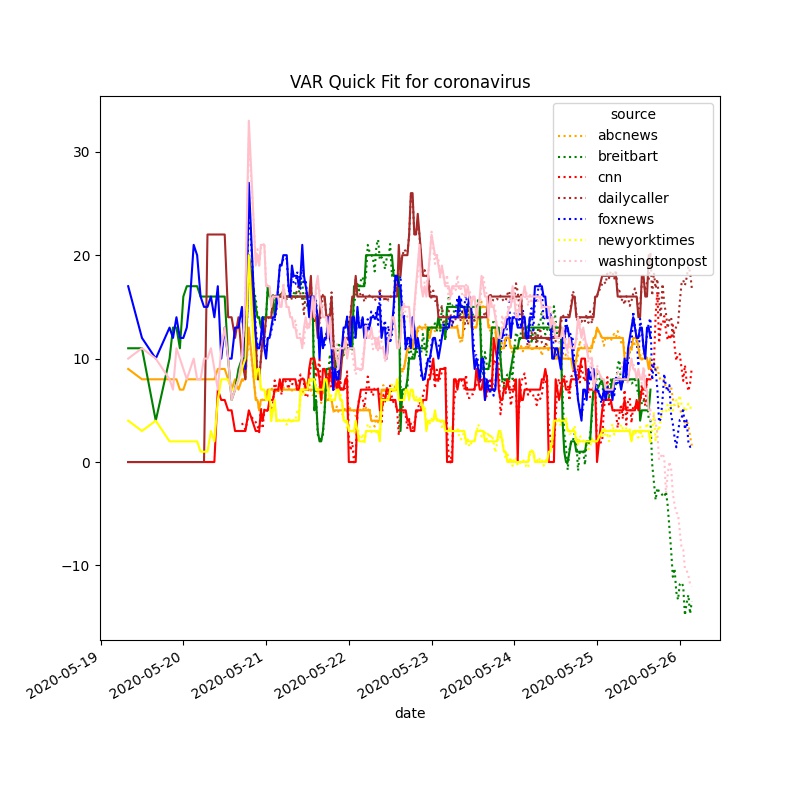 VAR Quick Fit for coronavirus
source
abcnews
breitbart
cnn
dailycaller
foxnews
newyorktimes
washingtonpost
30
20
10
0
−10
2020-05-19
2020-05-20
2020-05-21
2020-05-22
2020-05-23
2020-05-24
2020-05-25
2020-05-26
date